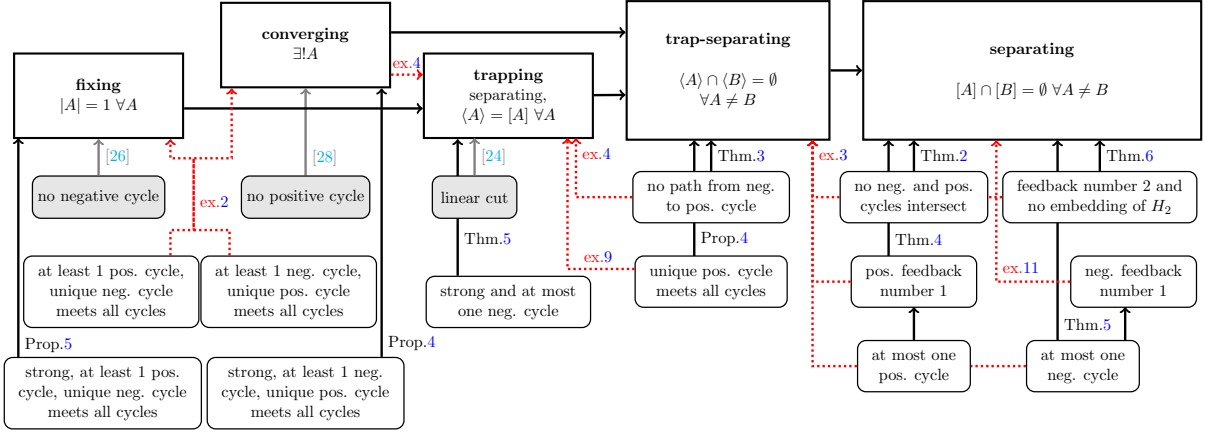 converging
∃!A
fixing
|A| = 1 ∀A
ex.4
trapping
separating,
⟨A⟩ = [A] ∀A
trap-separating
⟨A⟩ ∩ ⟨B⟩ = ∅
∀A ≠ B
separating
[A] ∩ [B] = ∅ ∀A ≠ B
[26]
[28]
[24]
ex.4
Thm.3
ex.3
Thm.2
Thm.6
no negative cycle
ex.2
no positive cycle
linear cut
no path from neg.
to pos. cycle
no neg. and pos.
cycles intersect
feedback number 2 and
no embedding of H₂
Thm.5
Prop.4
Thm.4
at least 1 pos. cycle,
unique neg. cycle
meets all cycles
at least 1 neg. cycle,
unique pos. cycle
meets all cycles
strong and at most
one neg. cycle
ex.9
unique pos. cycle
meets all cycles
pos. feedback
number 1
ex.11
neg. feedback
number 1
Prop.5
Prop.4
Thm.5
strong, at least 1 pos.
cycle, unique neg. cycle
meets all cycles
strong, at least 1 neg.
cycle, unique pos. cycle
meets all cycles
at most one
pos. cycle
at most one
neg. cycle